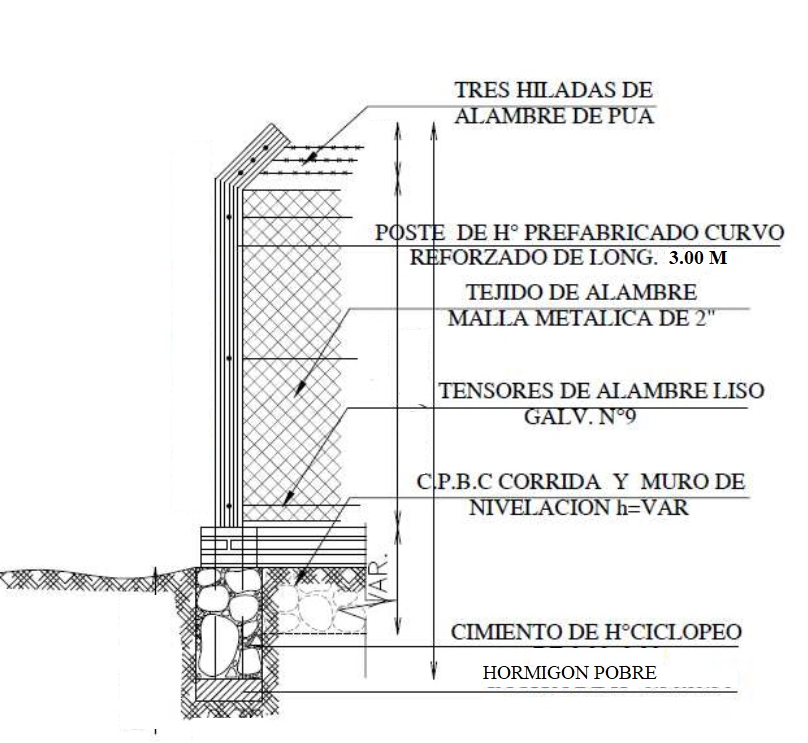 TRES HILADAS DE
ALAMBRE DE PUA
POSTE DE H° PREFABRICADO CURVO
REFORZADO DE LONG. 3.00 M
TEJIDO DE ALAMBRE
MALLA METALICA DE 2"
TENSORES DE ALAMBRE LISO
GALV. N°9
C.P.B.C CORRIDA Y MURO DE
NIVELACION h=VAR
VAR.
CIMIENTO DE H°CICLOPEO
HORMIGON POBRE